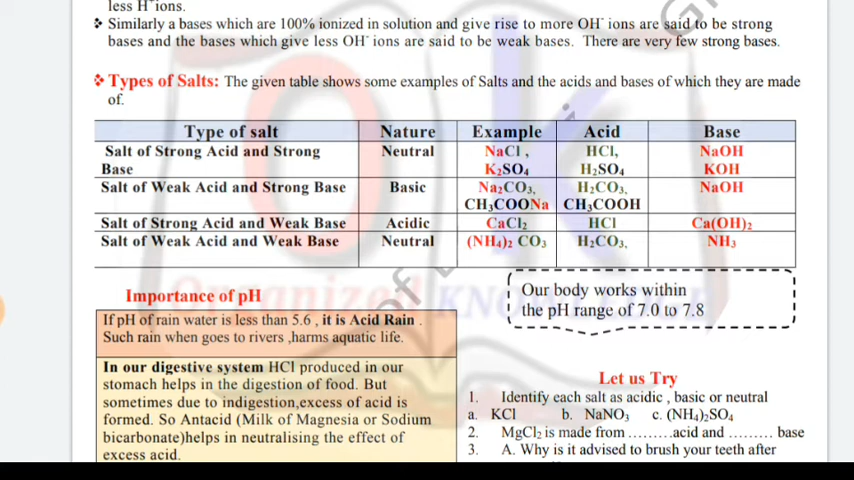 less H⁺ions.
❖ Similarly a bases which are 100% ionized in solution and give rise to more OH⁻ ions are said to be strong
bases and the bases which give less OH⁻ ions are said to be weak bases. There are very few strong bases.
❖ Types of Salts: The given table shows some examples of Salts and the acids and bases of which they are made
of.
Type of salt Nature Example Acid Base
Salt of Strong Acid and Strong Neutral NaCl , HCl, NaOH
Base K₂SO₄ H₂SO₄ KOH
Salt of Weak Acid and Strong Base Basic Na₂CO₃, H₂CO₃, NaOH
CH₃COONa CH₃COOH
Salt of Strong Acid and Weak Base Acidic CaCl₂ HCl Ca(OH)₂
Salt of Weak Acid and Weak Base Neutral (NH₄)₂ CO₃ H₂CO₃, NH₃
Importance of pH
If pH of rain water is less than 5.6 , it is Acid Rain .
Such rain when goes to rivers ,harms aquatic life.
In our digestive system HCl produced in our
stomach helps in the digestion of food. But
sometimes due to indigestion,excess of acid is
formed. So Antacid (Milk of Magnesia or Sodium
bicarbonate)helps in neutralising the effect of
excess acid.
Our body works within
the pH range of 7.0 to 7.8
Let us Try
1. Identify each salt as acidic , basic or neutral
a. KCl b. NaNO₃ c. (NH₄)₂SO₄
2. MgCl₂ is made from ........acid and ......... base
3. A. Why is it advised to brush your teeth after